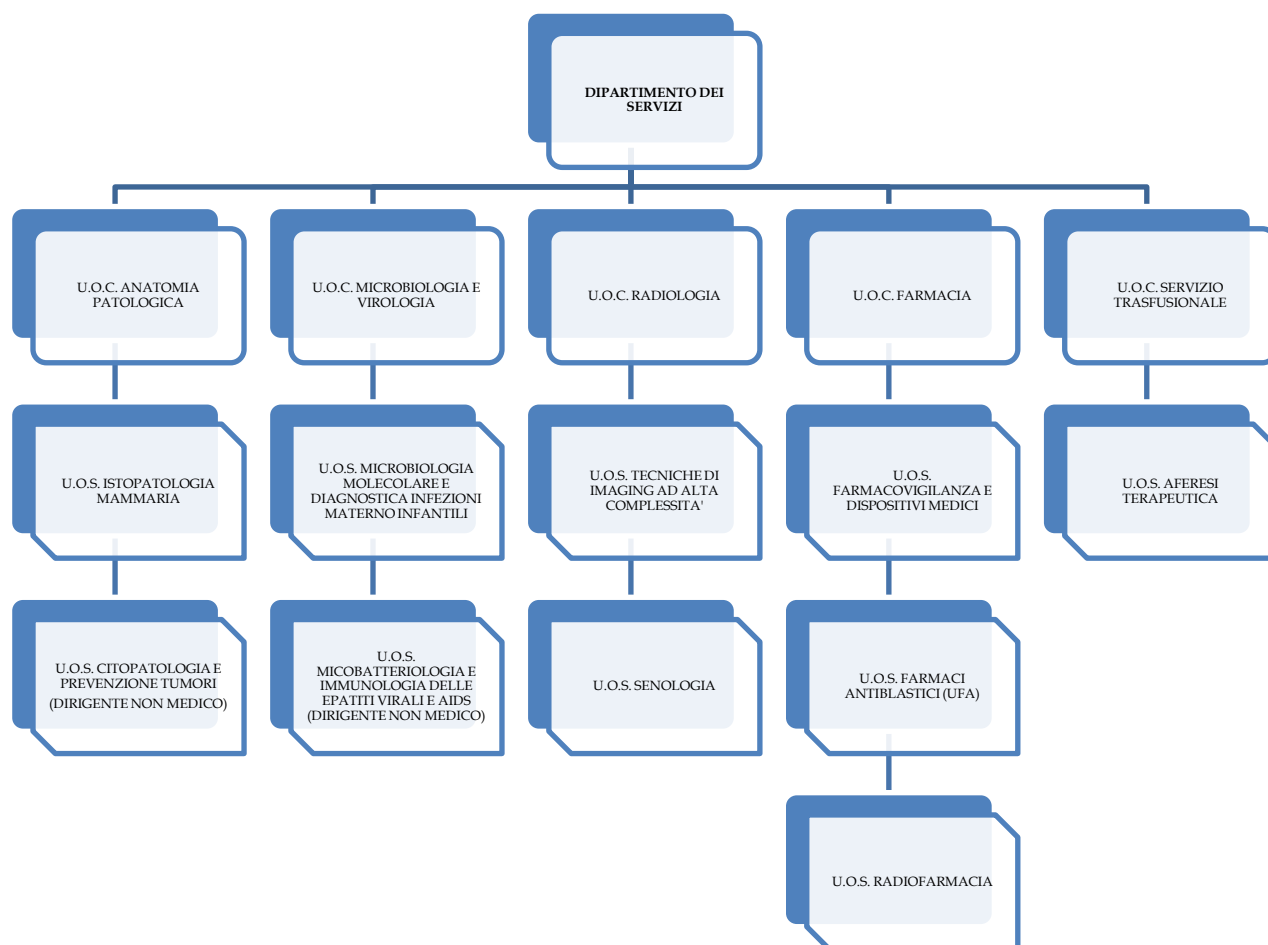 DIPARTIMENTO DEI
SERVIZI
U.O.C. ANATOMIA
PATOLOGICA
U.O.C. MICROBIOLOGIA E
VIROLOGIA
U.O.C. RADIOLOGIA
U.O.C. FARMACIA
U.O.C. SERVIZIO
TRASFUSIONALE
U.O.S. ISTOPATOLOGIA
MAMMARIA
U.O.S. MICROBIOLOGIA
MOLECOLARE E
DIAGNOSTICA INFEZIONI
MATERNO INFANTILI
U.O.S. TECNICHE DI
IMAGING AD ALTA
COMPLESSITA'
U.O.S.
FARMACOVIGILANZA E
DISPOSITIVI MEDICI
U.O.S. AFERESI
TERAPEUTICA
U.O.S. CITOPATOLOGIA E
PREVENZIONE TUMORI
(DIRIGENTE NON MEDICO)
U.O.S.
MICOBATTERIOLOGIA E
IMMUNOLOGIA DELLE
EPATITI VIRALI E AIDS
(DIRIGENTE NON MEDICO)
U.O.S. SENOLOGIA
U.O.S. FARMACI
ANTIBLASTICI (UFA)
U.O.S. RADIOFARMACIA